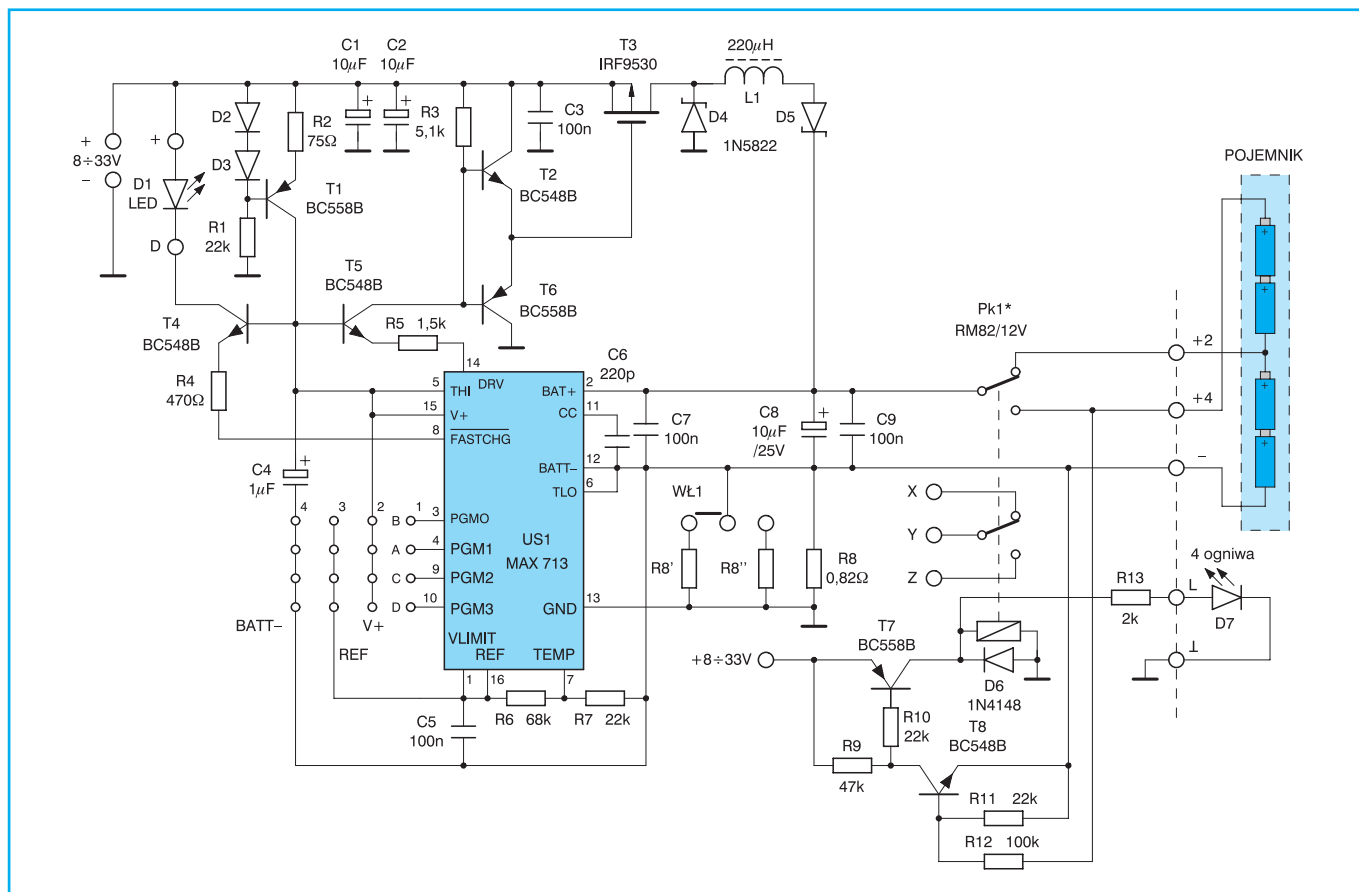 C1
10µF
C2
10µF
T3
IRF9530
220µH
L1
+
8÷33V
−
+
D1
LED
D
D2
D3
R1
22k
R2
75Ω
T1
BC558B
+
+
R3
5,1k
C3
100n
T2
BC548B
D4
1N5822
D5
POJEMNIK
+
+
+
+
T4
BC548B
R4
470Ω
T5
BC548B
R5 1,5k
T6
BC558B
Pk1*
RM82/12V
+2
+4
−
14
DRV
5
THI
15
V+
8
FASTCHG
BAT+
2
CC
11
BATT−
12
TLO
6
C6
220p
C7
100n
C8
10µF
/25V
+
C9
100n
C4
1µF
+
4
3
2
1
B
A
C
D
3
PGMO
4
PGM1
9
PGM2
10
PGM3
US1
MAX 713
GND
13
VLIMIT
REF
TEMP
1
16
7
BATT−
REF
V+
WŁ1
R8'
R8''
R8
0,82Ω
X
Y
Z
C5
100n
R6 68k
R7 22k
+8÷33V
T7
BC558B
D6
1N4148
R13
2k
4 ogniwa
L
D7
⊥
R10
22k
R9
47k
T8
BC548B
R11 22k
R12 100k